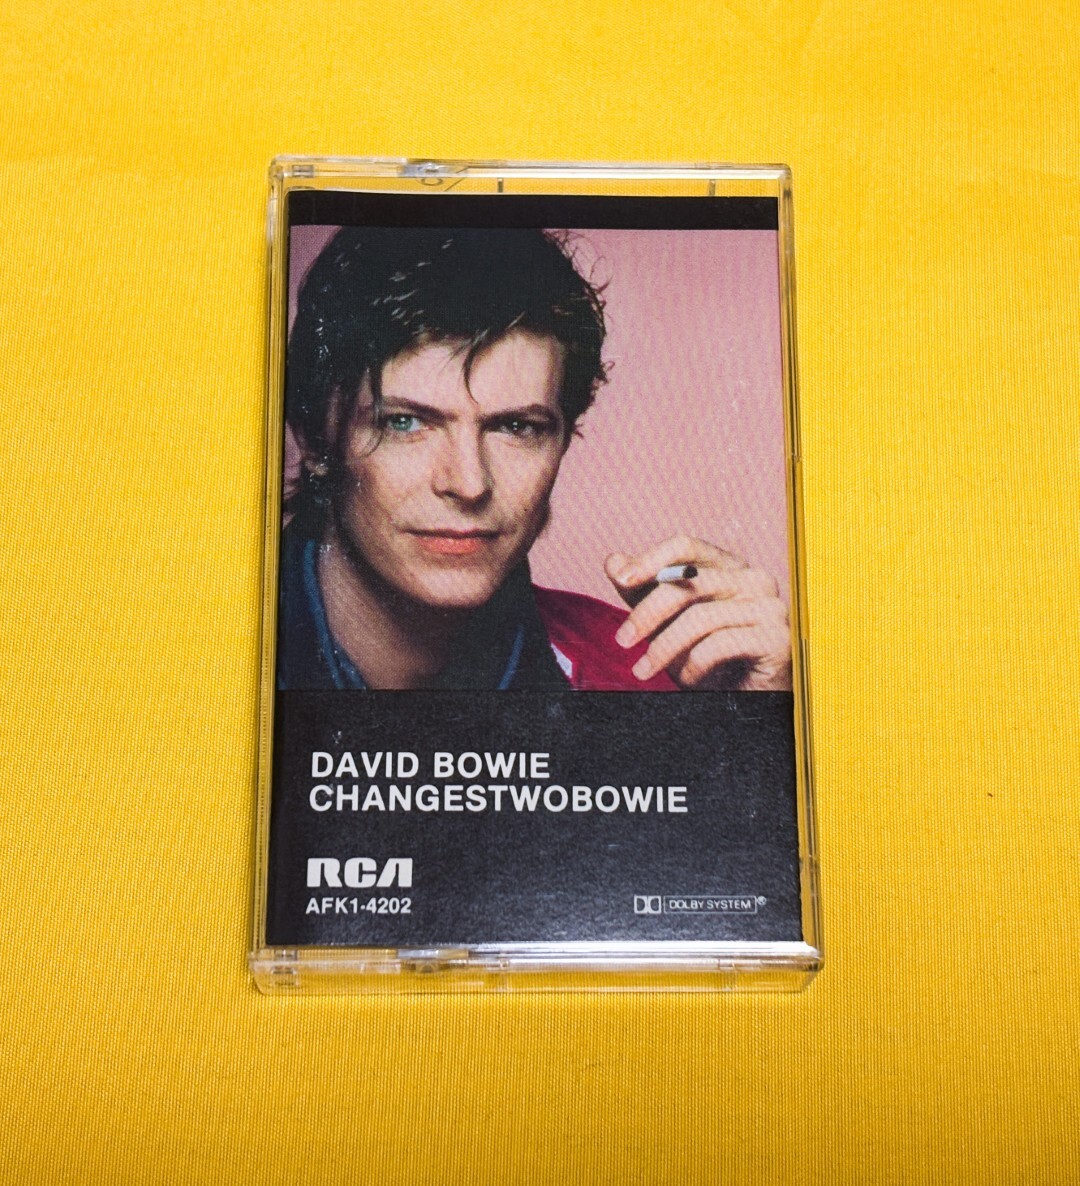 DAVID BOWIE
CHANGESTWOBOWIE
RCA
AFK1-4202
DOLBY SYSTEM®